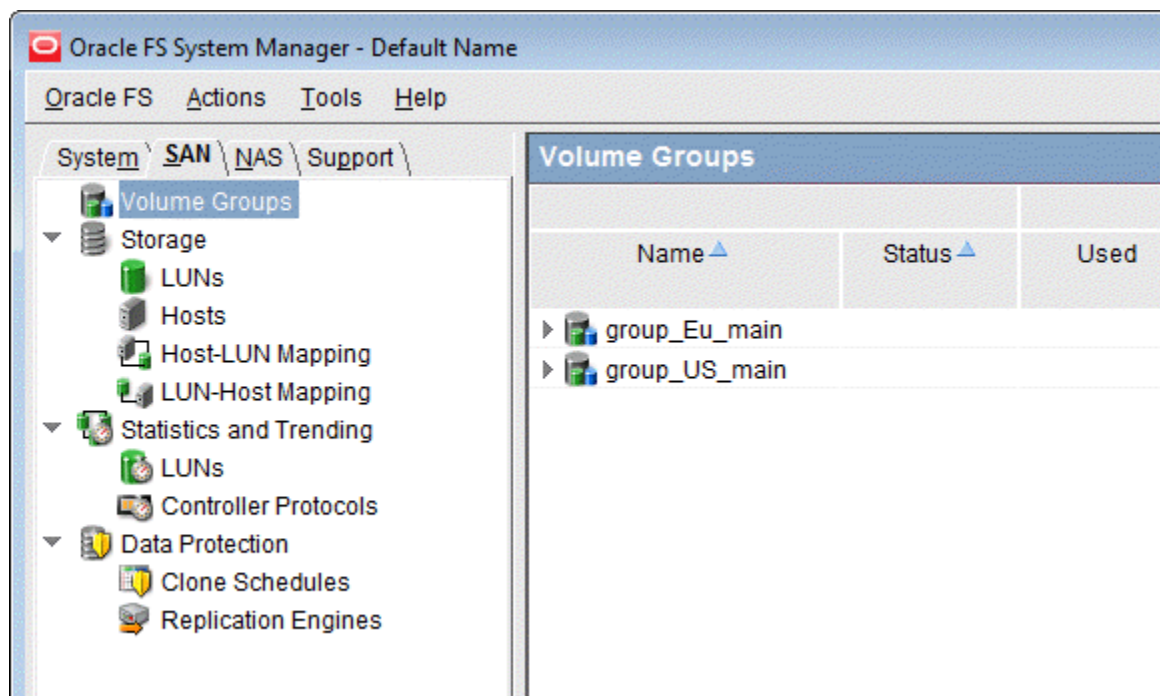 Oracle FS System Manager - Default Name
Oracle FS Actions Tools Help
System SAN NAS Support
Volume Groups
Storage
LUNs
Hosts
Host-LUN Mapping
LUN-Host Mapping
Statistics and Trending
LUNs
Controller Protocols
Data Protection
Clone Schedules
Replication Engines
Volume Groups
Name Status Used
group_Eu_main
group_US_main